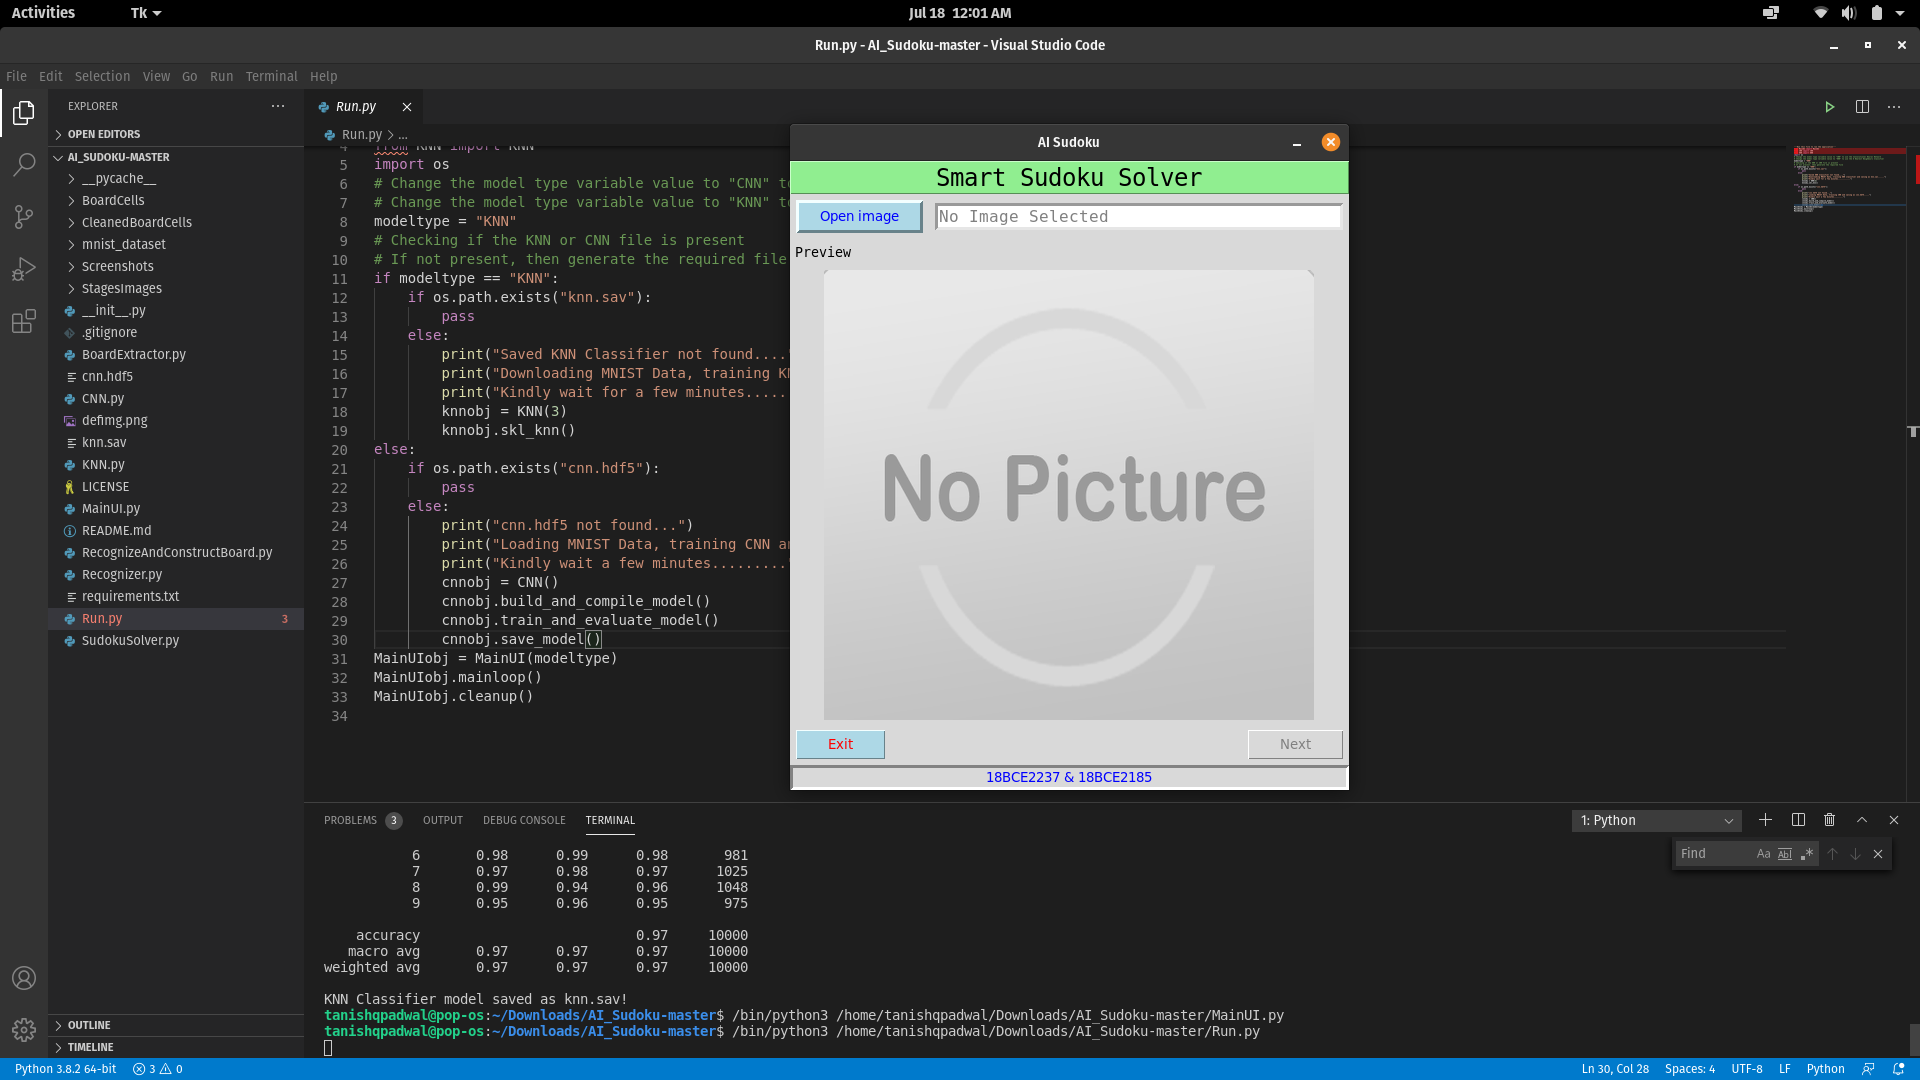 Activities
Tk
Jul 18 12:01 AM
Run.py - AI_Sudoku-master - Visual Studio Code
File Edit Selection View Go Run Terminal Help
EXPLORER
OPEN EDITORS
AI_SUDOKU-MASTER
__pycache__
BoardCells
CleanedBoardCells
mnist_dataset
Screenshots
StagesImages
__init__.py
.gitignore
BoardExtractor.py
cnn.hdf5
CNN.py
defimg.png
knn.sav
KNN.py
LICENSE
MainUI.py
README.md
RecognizeAndConstructBoard.py
Recognizer.py
requirements.txt
Run.py 3
SudokuSolver.py
OUTLINE
TIMELINE
Run.py
Run.py > ...
4 from KNN import KNN
5 import os
6 # Change the model type variable value to "CNN" to
7 # Change the model type variable value to "KNN" to
8 modeltype = "KNN"
9 # Checking if the KNN or CNN file is present
10 # If not present, then generate the required file
11 if modeltype == "KNN":
12 if os.path.exists("knn.sav"):
13 pass
14 else:
15 print("Saved KNN Classifier not found....
16 print("Downloading MNIST Data, training KN
17 print("Kindly wait for a few minutes.....
18 knnobj = KNN(3)
19 knnobj.skl_knn()
20 else:
21 if os.path.exists("cnn.hdf5"):
22 pass
23 else:
24 print("cnn.hdf5 not found...")
25 print("Loading MNIST Data, training CNN an
26 print("Kindly wait a few minutes.........
27 cnnobj = CNN()
28 cnnobj.build_and_compile_model()
29 cnnobj.train_and_evaluate_model()
30 cnnobj.save_model()
31 MainUIobj = MainUI(modeltype)
32 MainUIobj.mainloop()
33 MainUIobj.cleanup()
34
AI Sudoku
Smart Sudoku Solver
Open image
No Image Selected
Preview
No Picture
Exit
Next
18BCE2237 & 18BCE2185
PROBLEMS 3 OUTPUT DEBUG CONSOLE TERMINAL
1: Python
Find
Aa Abl .*
6 0.98 0.99 0.98 981
7 0.97 0.98 0.97 1025
8 0.99 0.94 0.96 1048
9 0.95 0.96 0.95 975
accuracy 0.97 10000
macro avg 0.97 0.97 0.97 10000
weighted avg 0.97 0.97 0.97 10000
KNN Classifier model saved as knn.sav!
tanishqpadwal@pop-os:~/Downloads/AI_Sudoku-master$ /bin/python3 /home/tanishqpadwal/Downloads/AI_Sudoku-master/MainUI.py
tanishqpadwal@pop-os:~/Downloads/AI_Sudoku-master$ /bin/python3 /home/tanishqpadwal/Downloads/AI_Sudoku-master/Run.py
Python 3.8.2 64-bit 3 0
Ln 30, Col 28 Spaces: 4 UTF-8 LF Python